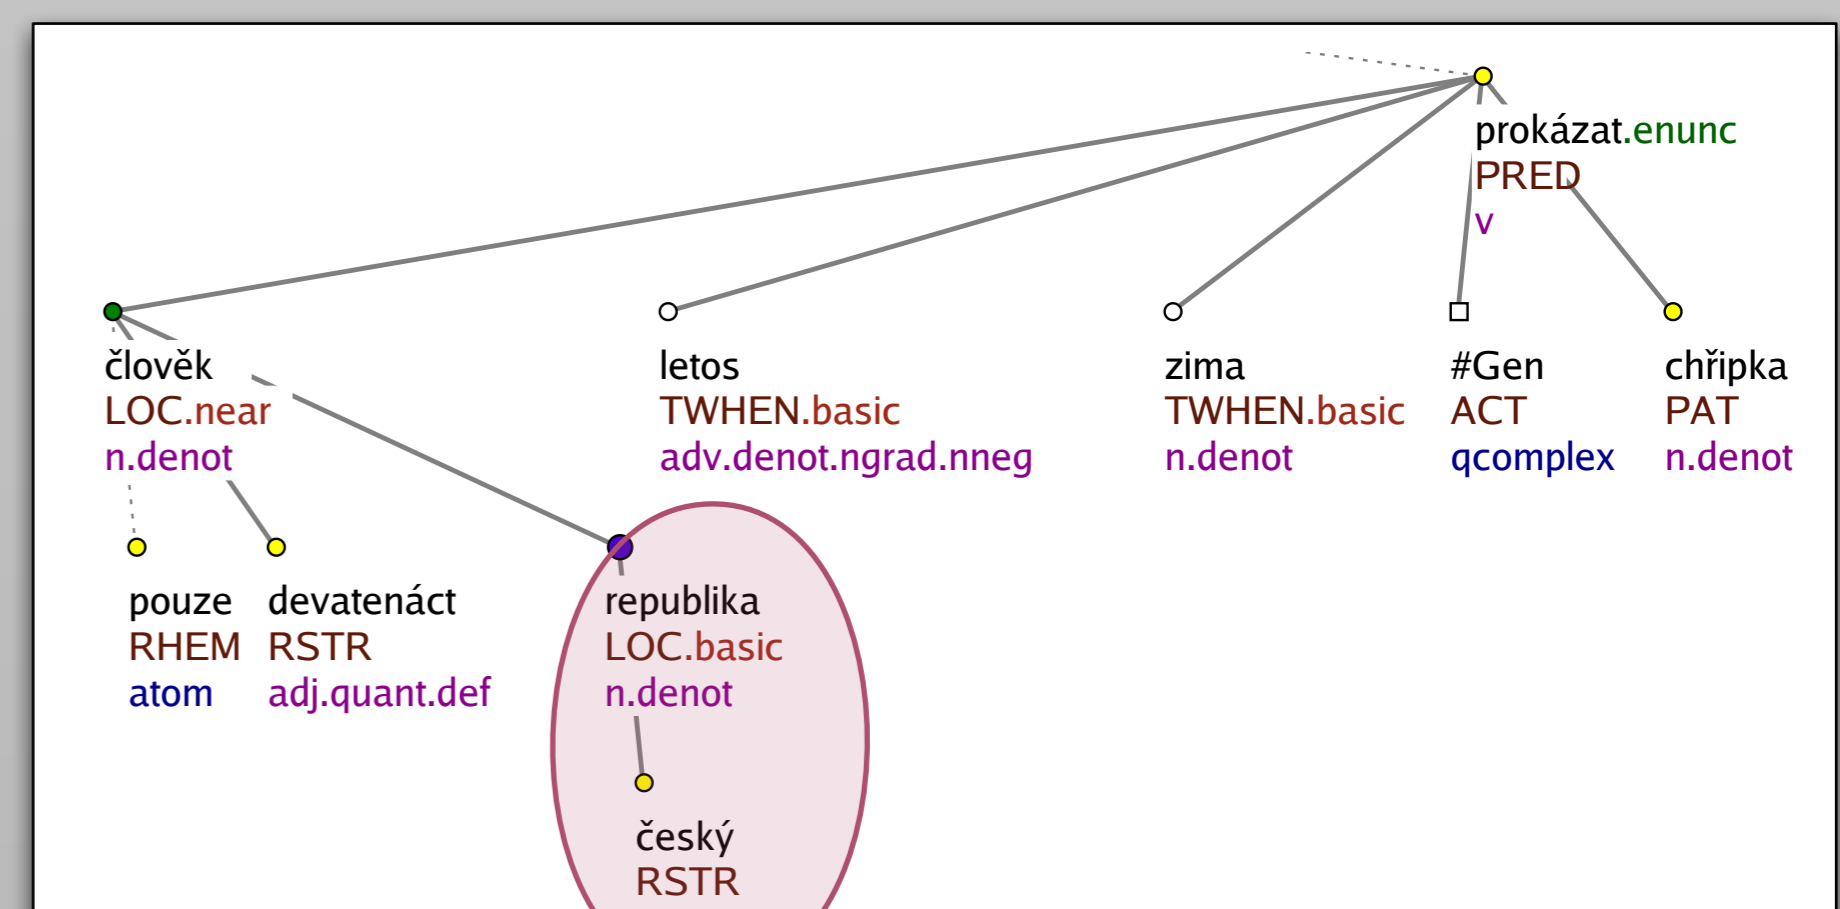 prokázat.enunc
PRED
v
člověk
LOC.near
n.denot
letos
TWHEN.basic
adv.denot.ngrad.nneg
zima
TWHEN.basic
n.denot
#Gen
ACT
qcomplex
chřipka
PAT
n.denot
pouze
RHEM
atom
devatenáct
RSTR
adj.quant.def
republika
LOC.basic
n.denot
český
RSTR